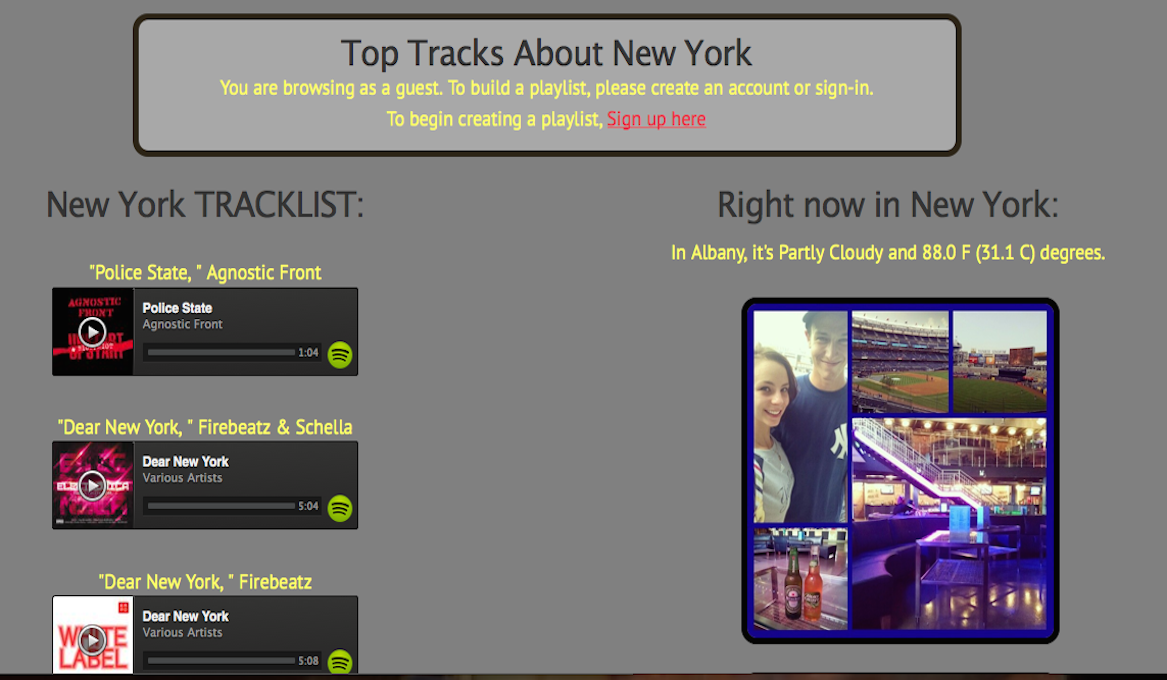 Top Tracks About New York
You are browsing as a guest. To build a playlist, please create an account or sign-in.
To begin creating a playlist, Sign up here
New York TRACKLIST:
"Police State, " Agnostic Front
AGNOSTIC
FRONT
Police State
Agnostic Front
1:04
"Dear New York, " Firebeatz & Schella
Dear New York
Various Artists
5:04
"Dear New York, " Firebeatz
WHITE
LABEL
Dear New York
Various Artists
5:08
Right now in New York:
In Albany, it's Partly Cloudy and 88.0 F (31.1 C) degrees.